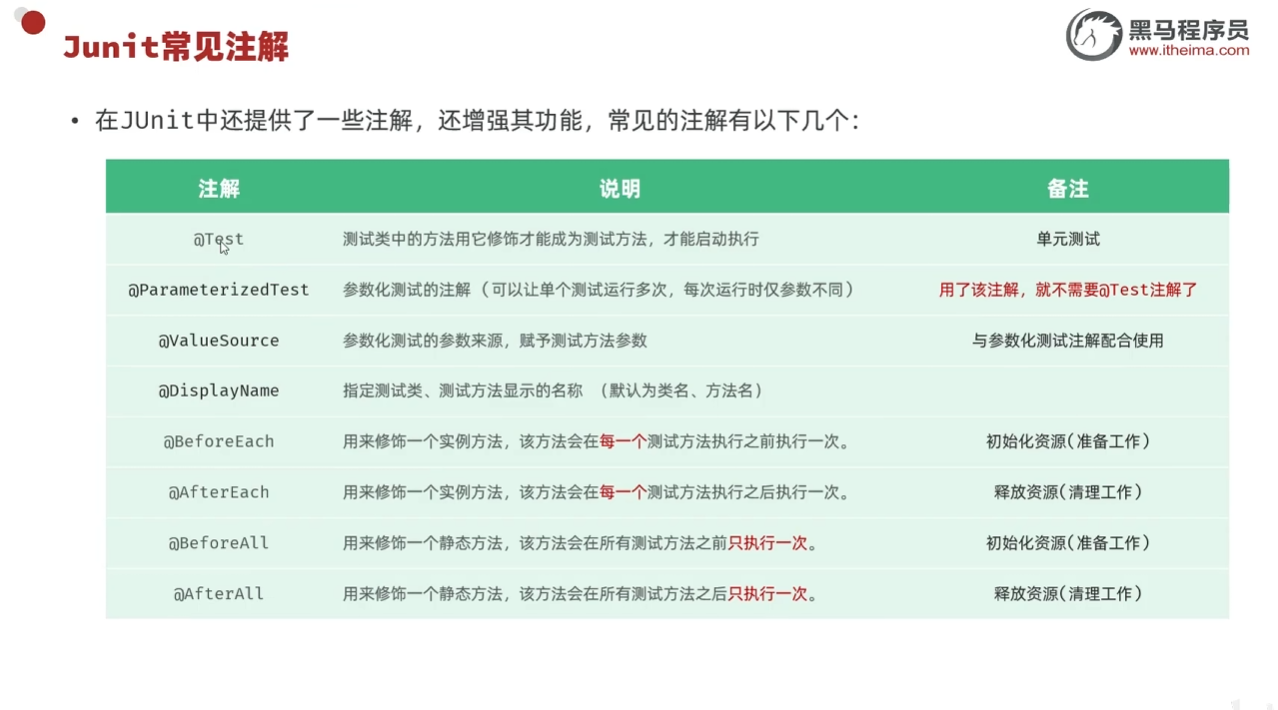 Junit常见注解
黑马程序员
www.itheima.com
• 在JUnit中还提供了一些注解，还增强其功能，常见的注解有以下几个：
注解 说明 备注
@Test 测试类中的方法用它修饰才能成为测试方法，才能启动执行 单元测试
@ParameterizedTest 参数化测试的注解（可以让单个测试运行多次，每次运行时仅参数不同） 用了该注解，就不需要@Test注解了
@ValueSource 参数化测试的参数来源，赋予测试方法参数 与参数化测试注解配合使用
@DisplayName 指定测试类、测试方法显示的名称 （默认为类名、方法名）
@BeforeEach 用来修饰一个实例方法，该方法会在每一个测试方法执行之前执行一次。 初始化资源(准备工作)
@AfterEach 用来修饰一个实例方法，该方法会在每一个测试方法执行之后执行一次。 释放资源(清理工作)
@BeforeAll 用来修饰一个静态方法，该方法会在所有测试方法之前只执行一次。 初始化资源(准备工作)
@AfterAll 用来修饰一个静态方法，该方法会在所有测试方法之后只执行一次。 释放资源(清理工作)